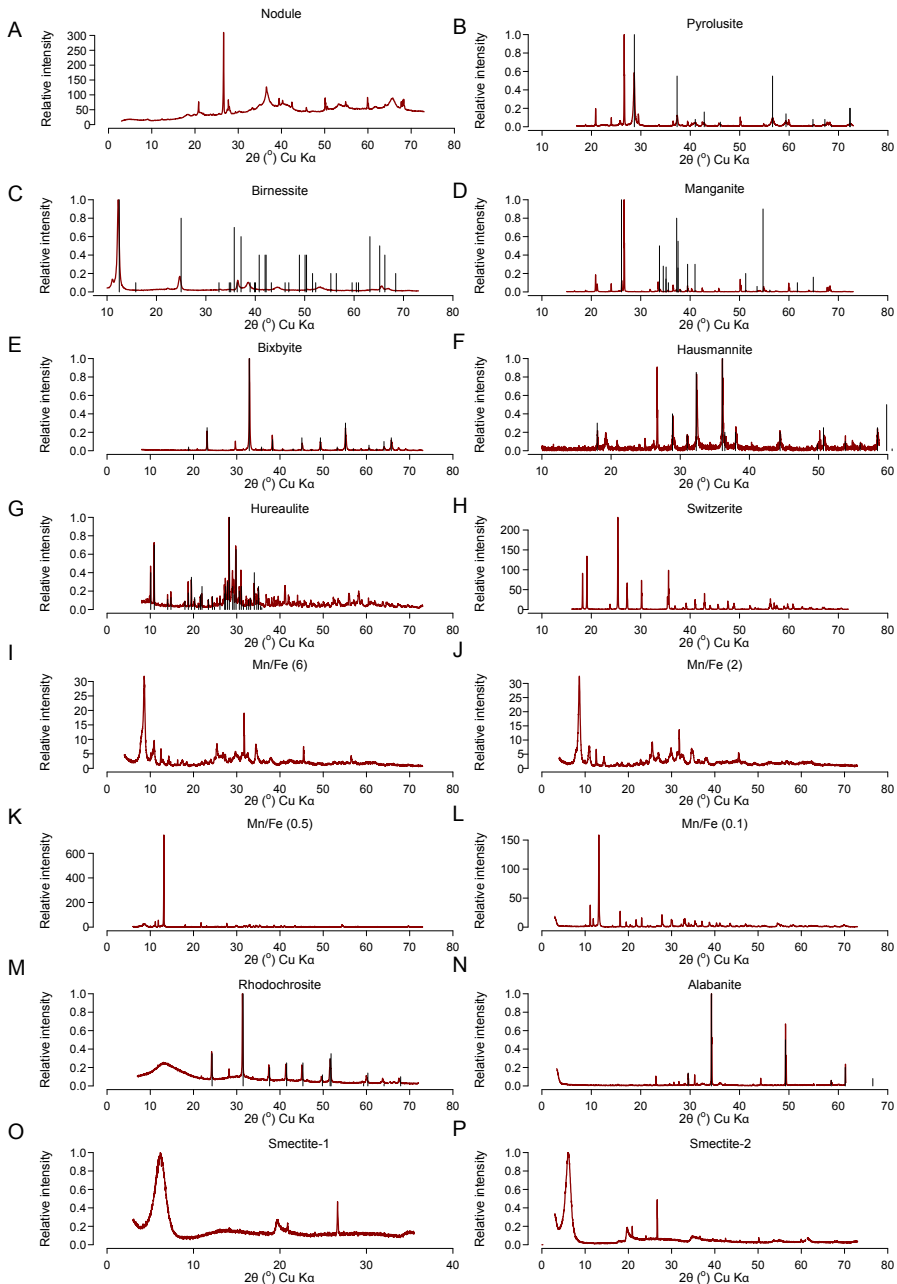 A
Nodule
Relative intensity
300
250
200
150
100
50
0
0 10 20 30 40 50 60 70 80
2θ (°) Cu Kα
B
Pyrolusite
Relative intensity
1.0
0.8
0.6
0.4
0.2
0
10 20 30 40 50 60 70 80
2θ (°) Cu Kα
C
Birnessite
Relative intensity
1.0
0.8
0.6
0.4
0.2
0
10 20 30 40 50 60 70 80
2θ (°) Cu Kα
D
Manganite
Relative intensity
1.0
0.8
0.6
0.4
0.2
0
10 20 30 40 50 60 70 80
2θ (°) Cu Kα
E
Bixbyite
Relative intensity
1.0
0.8
0.6
0.4
0.2
0
0 10 20 30 40 50 60 70 80
2θ (°) Cu Kα
F
Hausmannite
Relative intensity
1.0
0.8
0.6
0.4
0.2
0
10 20 30 40 50 60
2θ (°) Cu Kα
G
Hureaulite
Relative intensity
1.0
0.8
0.6
0.4
0.2
0
0 10 20 30 40 50 60 70 80
2θ (°) Cu Kα
H
Switzerite
Relative intensity
200
150
100
50
0
10 20 30 40 50 60 70 80
2θ (°) Cu Kα
I
Mn/Fe (6)
Relative intensity
30
25
20
15
10
5
0
0 10 20 30 40 50 60 70 80
2θ (°) Cu Kα
J
Mn/Fe (2)
Relative intensity
30
25
20
15
10
5
0
0 10 20 30 40 50 60 70 80
2θ (°) Cu Kα
K
Mn/Fe (0.5)
Relative intensity
600
400
200
0
0 10 20 30 40 50 60 70 80
2θ (°) Cu Kα
L
Mn/Fe (0.1)
Relative intensity
150
100
50
0
0 10 20 30 40 50 60 70 80
2θ (°) Cu Kα
M
Rhodochrosite
Relative intensity
1.0
0.8
0.6
0.4
0.2
0
0 10 20 30 40 50 60 70 80
2θ (°) Cu Kα
N
Alabanite
Relative intensity
1.0
0.8
0.6
0.4
0.2
0
0 10 20 30 40 50 60 70 80
2θ (°) Cu Kα
O
Smectite-1
Relative intensity
1.0
0.8
0.6
0.4
0.2
0
0 10 20 30 40
2θ (°) Cu Kα
P
Smectite-2
Relative intensity
1.0
0.8
0.6
0.4
0.2
0
0 10 20 30 40 50 60 70 80
2θ (°) Cu Kα